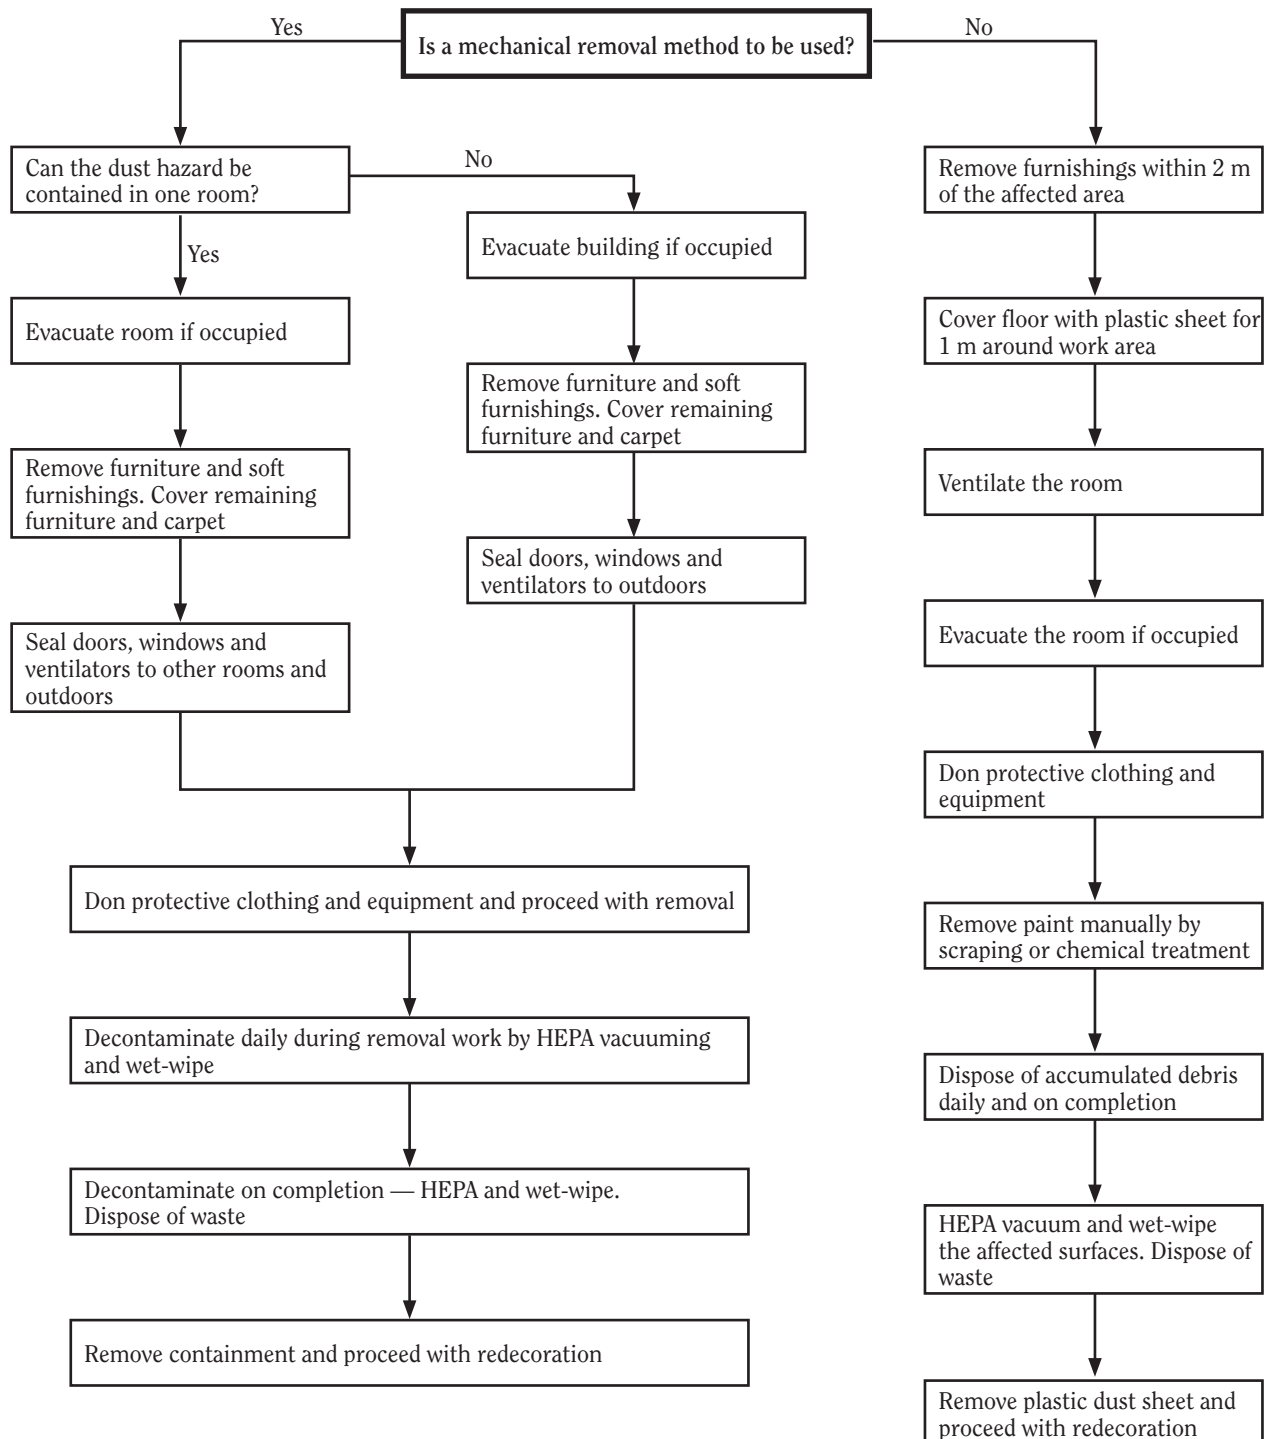 Yes
Is a mechanical removal method to be used?
No
Can the dust hazard be
contained in one room?
No
Yes
Evacuate room if occupied
Remove furniture and soft
furnishings. Cover remaining
furniture and carpet
Seal doors, windows and
ventilators to other rooms and
outdoors
Evacuate building if occupied
Remove furniture and soft
furnishings. Cover remaining
furniture and carpet
Seal doors, windows and
ventilators to outdoors
Don protective clothing and equipment and proceed with removal
Decontaminate daily during removal work by HEPA vacuuming
and wet-wipe
Decontaminate on completion — HEPA and wet-wipe.
Dispose of waste
Remove containment and proceed with redecoration
Remove furnishings within 2 m
of the affected area
Cover floor with plastic sheet for
1 m around work area
Ventilate the room
Evacuate the room if occupied
Don protective clothing and
equipment
Remove paint manually by
scraping or chemical treatment
Dispose of accumulated debris
daily and on completion
HEPA vacuum and wet-wipe
the affected surfaces. Dispose of
waste
Remove plastic dust sheet and
proceed with redecoration